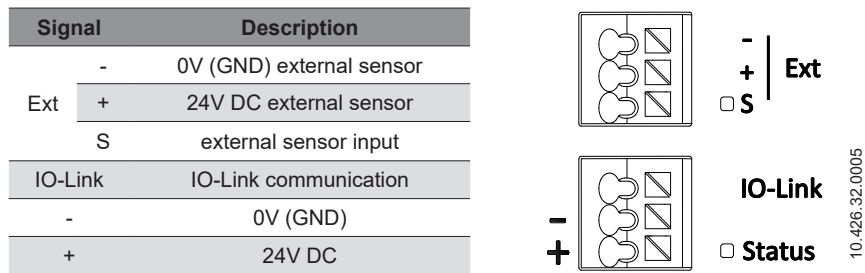 Signal Description
- 0V (GND) external sensor
Ext + 24V DC external sensor
S external sensor input
IO-Link IO-Link communication
- 0V (GND)
+ 24V DC
-
+ Ext
S
IO-Link
-
+ Status
10.426.32.0005